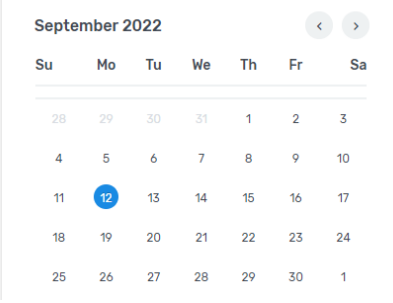 September 2022
Su Mo Tu We Th Fr Sa
28 29 30 31 1 2 3
4 5 6 7 8 9 10
11 12 13 14 15 16 17
18 19 20 21 22 23 24
25 26 27 28 29 30 1